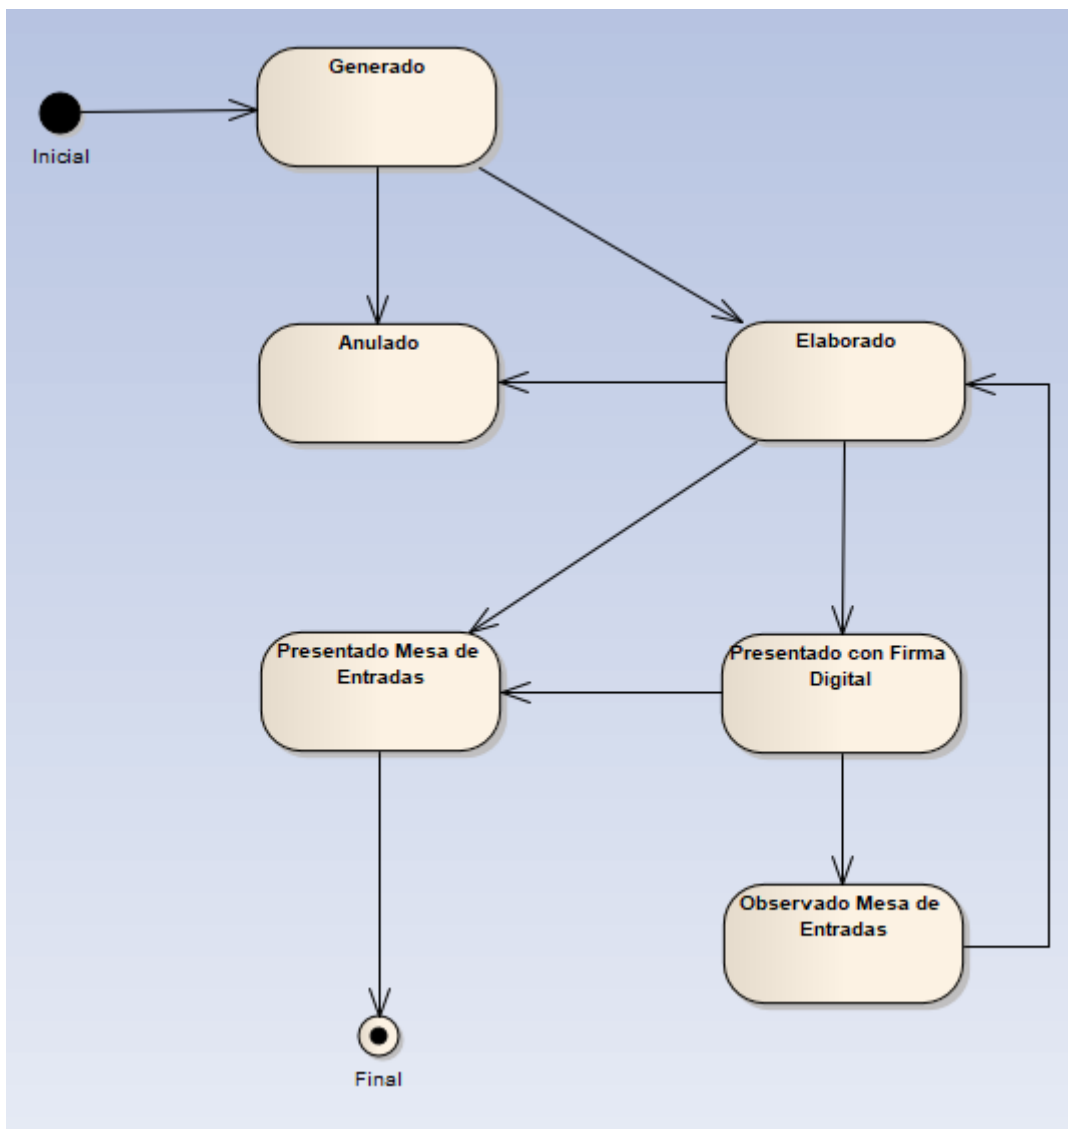 Generado
Inicial
Anulado
Elaborado
Presentado Mesa de
Entradas
Presentado con Firma
Digital
Observado Mesa de
Entradas
Final